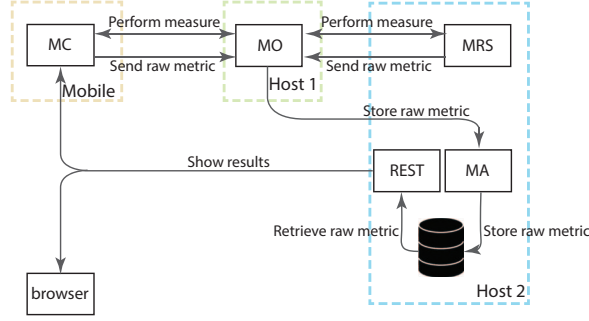 Perform measure
Perform measure
MC
MO
MRS
Send raw metric
Send raw metric
Mobile
Host 1
Store raw metric
Show results
REST
MA
Retrieve raw metric
Store raw metric
browser
Host 2